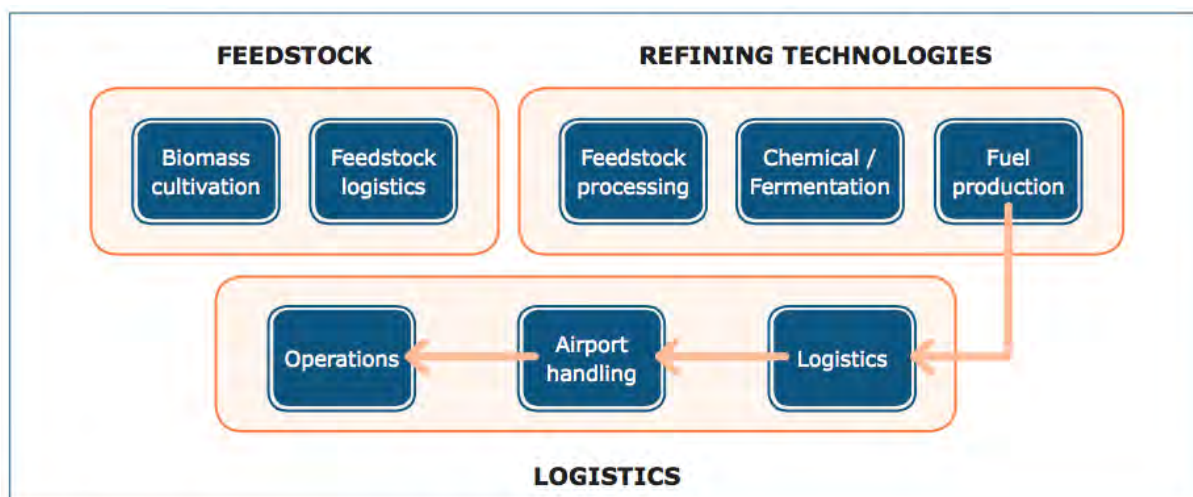 FEEDSTOCK
REFINING TECHNOLOGIES
Biomass
cultivation
Feedstock
logistics
Feedstock
processing
Chemical /
Fermentation
Fuel
production
Operations
Airport
handling
Logistics
LOGISTICS